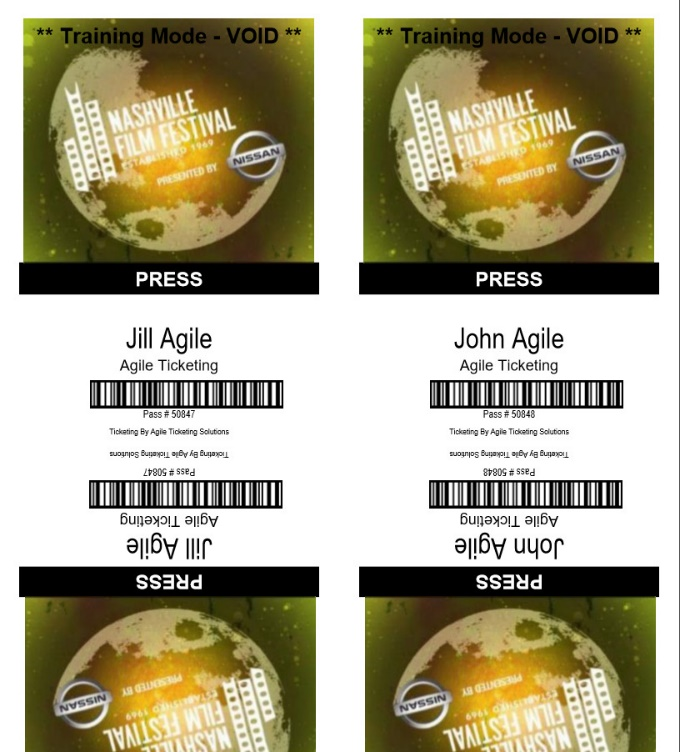 ** Training Mode - VOID **
NASHVILLE
FILM FESTIVAL
ESTABLISHED 1969
PRESENTED BY
NISSAN
PRESS
Jill Agile
Agile Ticketing
Pass # 50847
Ticketing By Agile Ticketing Solutions
Ticketing By Agile Ticketing Solutions
Pass # 50847
Agile Ticketing
Jill Agile
PRESS
PRESENTED BY
NISSAN
ESTABLISHED 1969
FILM FESTIVAL
NASHVILLE
** Training Mode - VOID **
NASHVILLE
FILM FESTIVAL
ESTABLISHED 1969
PRESENTED BY
NISSAN
PRESS
John Agile
Agile Ticketing
Pass # 50848
Ticketing By Agile Ticketing Solutions
Ticketing By Agile Ticketing Solutions
Pass # 50848
Agile Ticketing
John Agile
PRESS
PRESENTED BY
NISSAN
ESTABLISHED 1969
FILM FESTIVAL
NASHVILLE